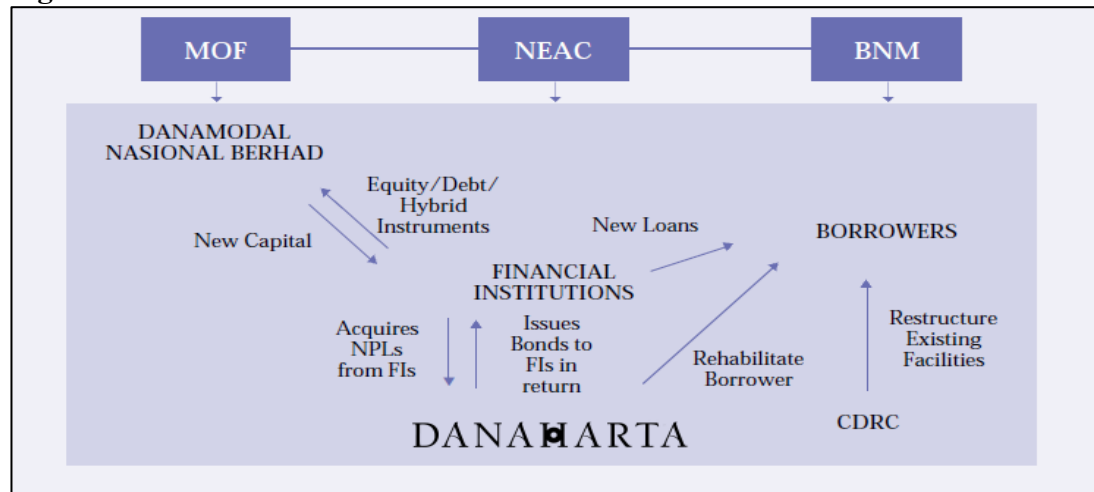 MOF
NEAC
BNM
DANAMODAL
NASIONAL BERHAD
Equity/Debt/
Hybrid
Instruments
New Capital
New Loans
BORROWERS
FINANCIAL
INSTITUTIONS
Acquires
NPLs
from FIs
Issues
Bonds to
FIs in
return
Rehabilitate
Borrower
Restructure
Existing
Facilities
DANAHARTA
CDRC